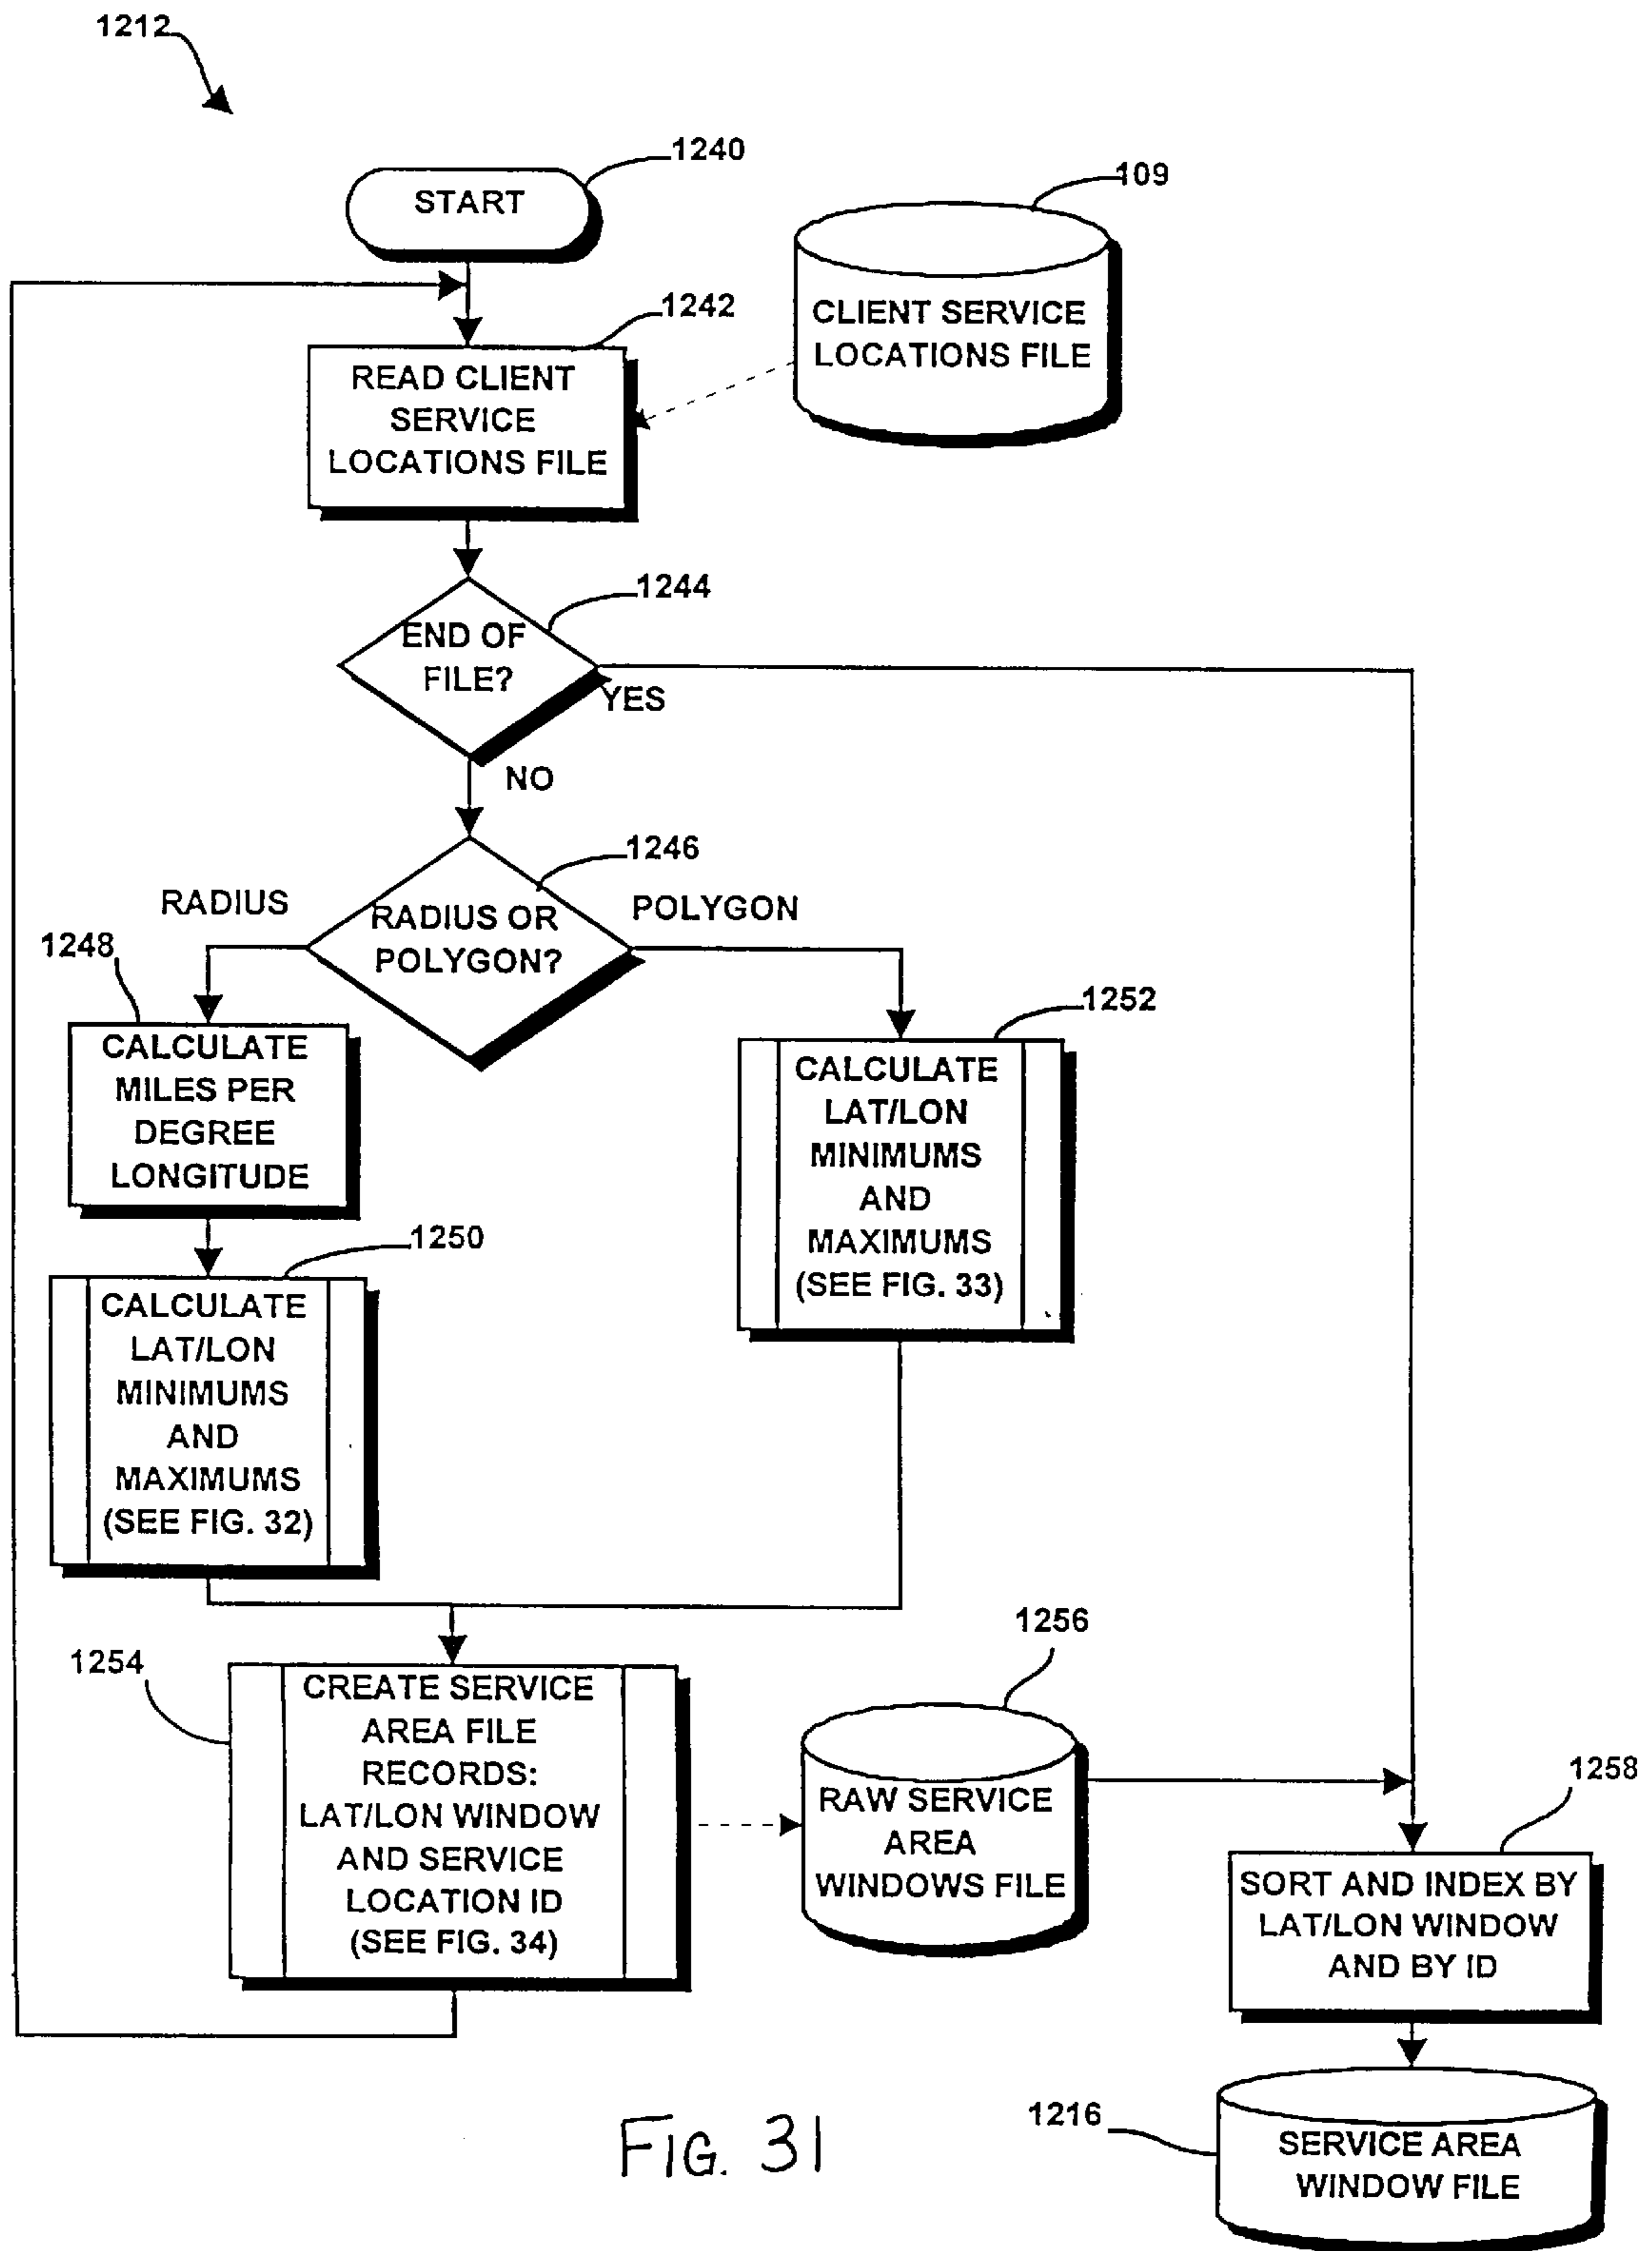 1212
1240
START
109
CLIENT SERVICE
LOCATIONS FILE
1242
READ CLIENT
SERVICE
LOCATIONS FILE
1244
END OF
FILE?
YES
NO
1246
RADIUS
RADIUS OR
POLYGON?
POLYGON
1248
CALCULATE
MILES PER
DEGREE
LONGITUDE
1252
CALCULATE
LAT/LON
MINIMUMS
AND
MAXIMUMS
(SEE FIG. 33)
1250
CALCULATE
LAT/LON
MINIMUMS
AND
MAXIMUMS
(SEE FIG. 32)
1254
CREATE SERVICE
AREA FILE
RECORDS:
LAT/LON WINDOW
AND SERVICE
LOCATION ID
(SEE FIG. 34)
1256
RAW SERVICE
AREA
WINDOWS FILE
1258
SORT AND INDEX BY
LAT/LON WINDOW
AND BY ID
1216
SERVICE AREA
WINDOW FILE
FIG. 31